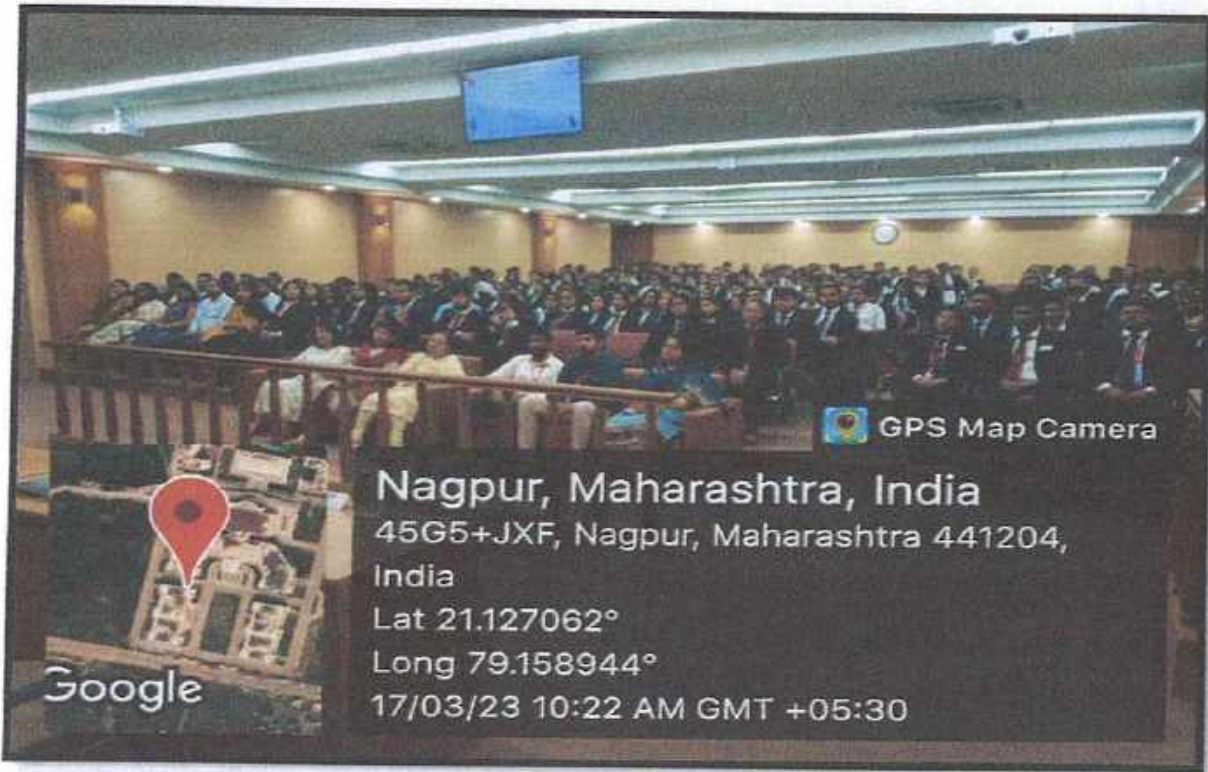 GPS Map Camera
Nagpur, Maharashtra, India
45G5+JXF, Nagpur, Maharashtra 441204,
India
Lat 21.127062°
Long 79.158944°
17/03/23 10:22 AM GMT +05:30
Google